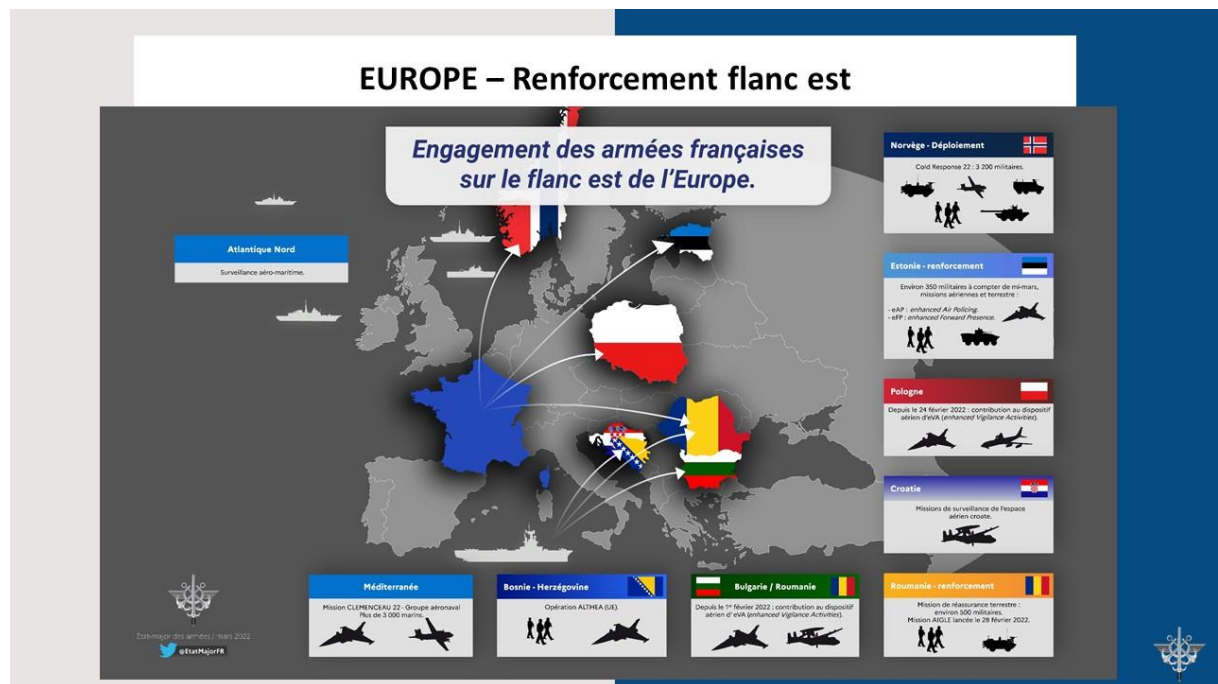 EUROPE – Renforcement flanc est
Engagement des armées françaises
sur le flanc est de l'Europe.
Atlantique Nord
Surveillance aéro-maritime.
Norvège - Déploiement
Cold Response 22 : 3 200 militaires.
Estonie - renforcement
Environ 350 militaires à compter de mi-mars,
missions aériennes et terrestre :
- eAP : enhanced Air Policing.
- eFP : enhanced Forward Presence.
Pologne
Depuis le 24 février 2022 : contribution au dispositif
aérien d'eVA (enhanced Vigilance Activities).
Croatie
Missions de surveillance de l'espace
aérien croate.
Méditerranée
Mission CLEMENCEAU 22 - Groupe aéronaval
Plus de 3 000 marins.
Bosnie - Herzégovine
Opération ALTHEA (UE).
Bulgarie / Roumanie
Depuis le 1er février 2022 : contribution au dispositif
aérien d' eVA (enhanced Vigilance Activities).
Roumanie - renforcement
Mission de réassurance terrestre :
environ 500 militaires.
Mission AIGLE lancée le 28 février 2022.
État-major des armées / mars 2022
@EtatMajorFR